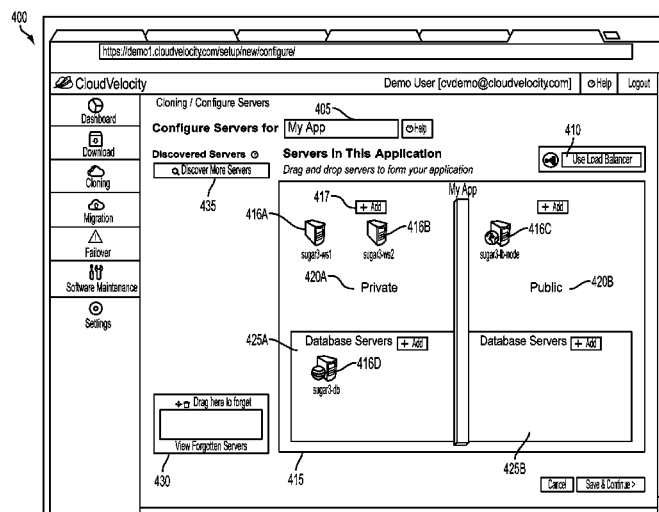 400
https://demo1.cloudvelocity.com/setup/new/configure/
CloudVelocity
Demo User [cvdemo@cloudvelocity.com]
Help
Logout
Dashboard
Download
Cloning
Migration
Failover
Software Maintenance
Settings
Cloning / Configure Servers
405
Configure Servers for
My App
Help
410
Discovered Servers
Servers In This Application
Use Load Balancer
Discover More Servers
Drag and drop servers to form your application
435
My App
417
+ Add
+ Add
416A
416B
416C
sugar3-ws1
sugar3-ws2
sugar3-lb-node
420A
Private
Public
420B
425A
Database Servers
+ Add
Database Servers
+ Add
416D
sugar3-db
Drag here to forget
View Forgotten Servers
430
415
425B
Cancel
Save & Continue >